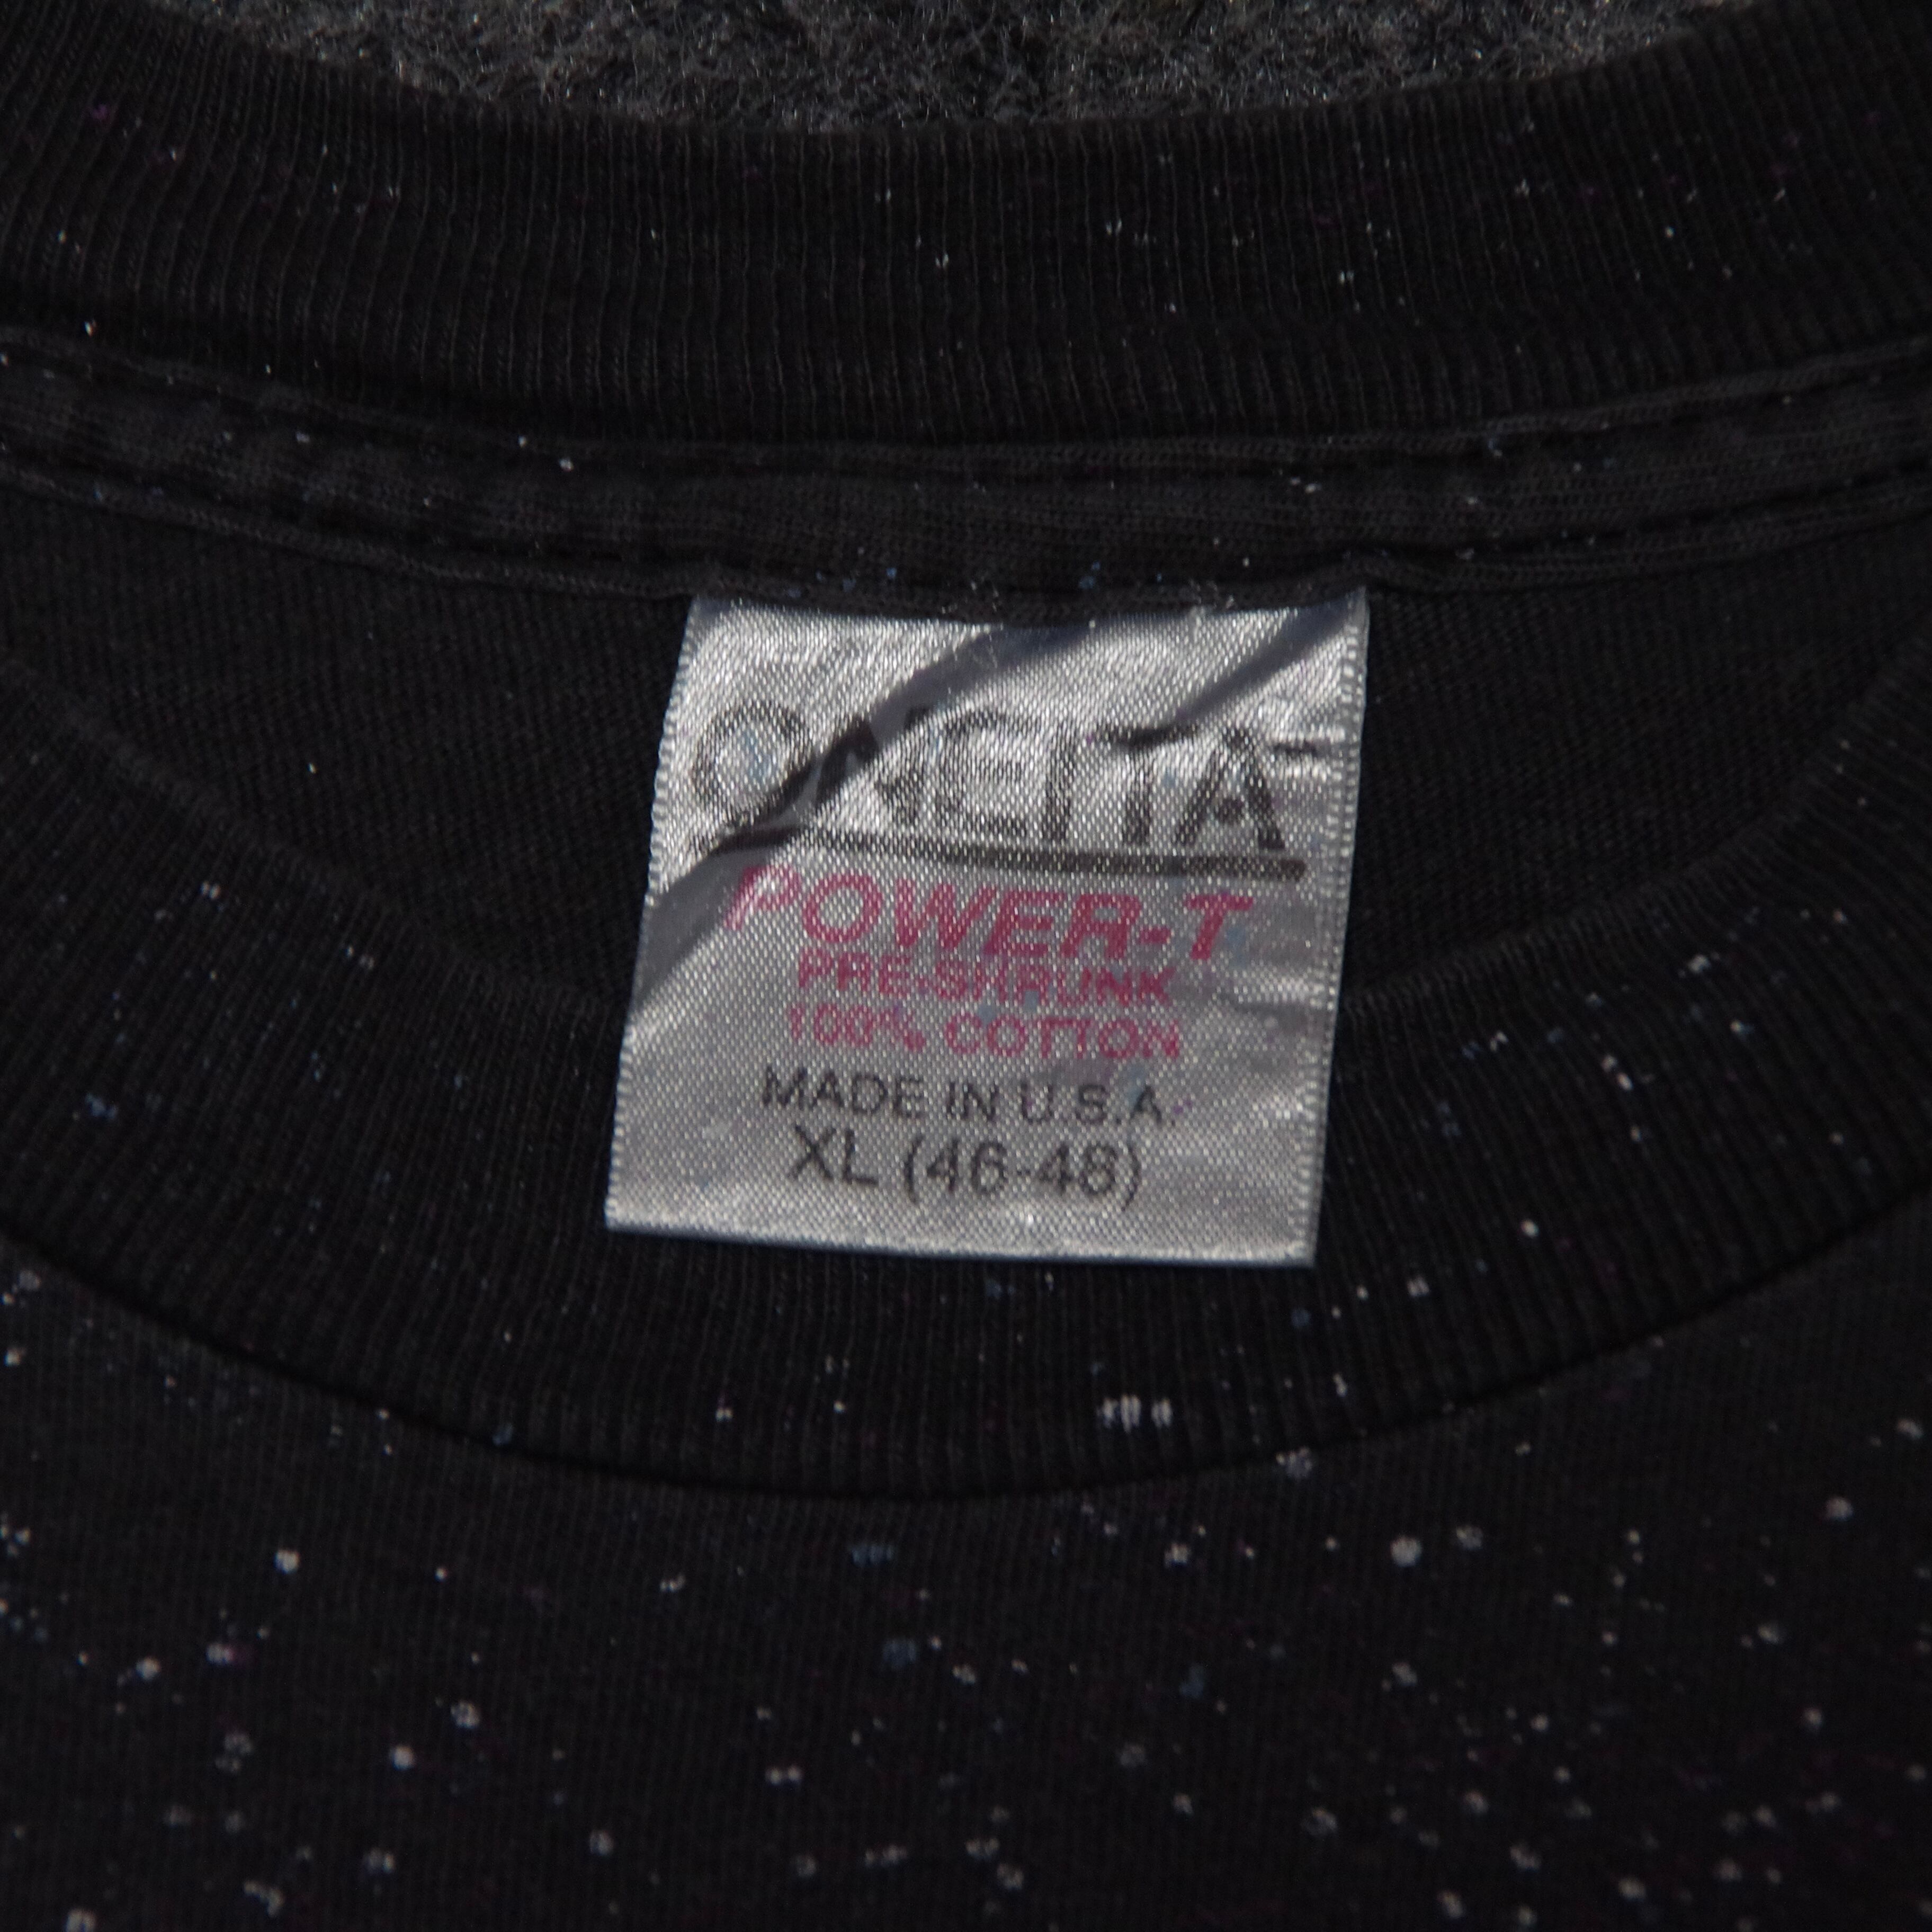 ONEITA
POWER-T
PRE-SHRUNK
100% COTTON
MADE IN U.S.A.
XL (46-48)